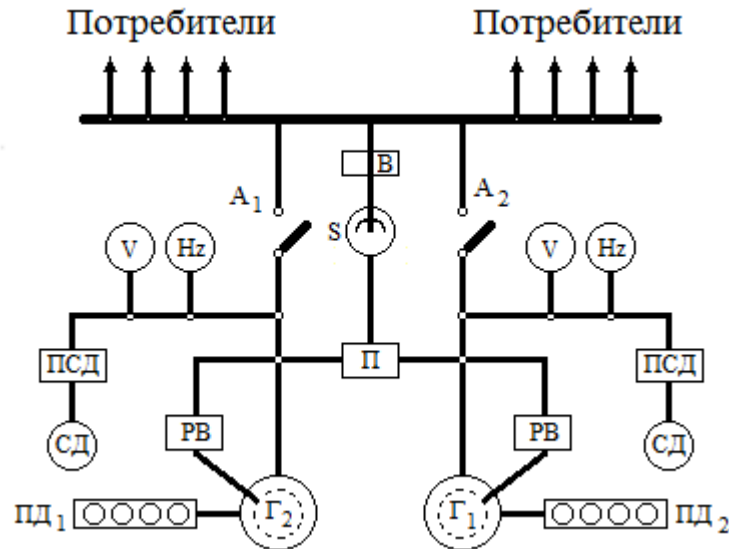 Потребители Потребители
В
А1 А2
S
V Hz V Hz
ПСД П ПСД
РВ РВ
СД СД
ПД1 Г2 Г1 ПД2